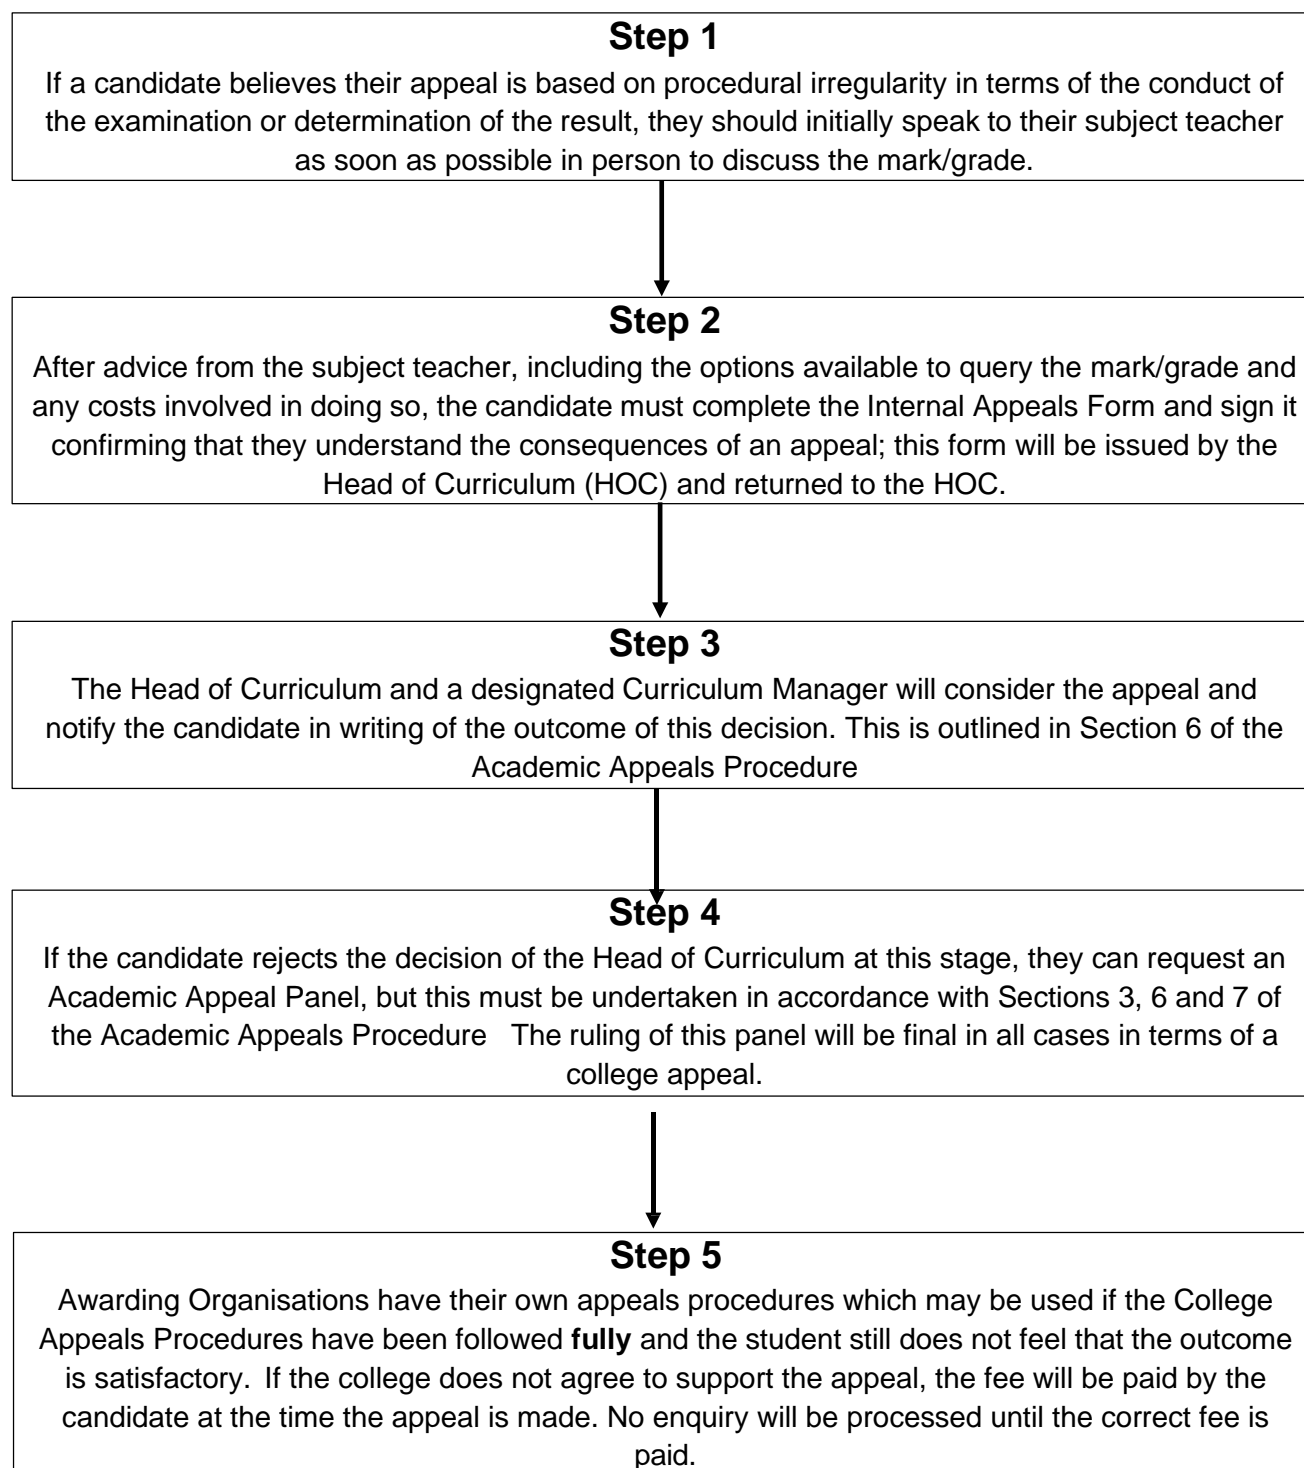 Step 1
If a candidate believes their appeal is based on procedural irregularity in terms of the conduct of
the examination or determination of the result, they should initially speak to their subject teacher
as soon as possible in person to discuss the mark/grade.
Step 2
After advice from the subject teacher, including the options available to query the mark/grade and
any costs involved in doing so, the candidate must complete the Internal Appeals Form and sign it
confirming that they understand the consequences of an appeal; this form will be issued by the
Head of Curriculum (HOC) and returned to the HOC.
Step 3
The Head of Curriculum and a designated Curriculum Manager will consider the appeal and
notify the candidate in writing of the outcome of this decision. This is outlined in Section 6 of the
Academic Appeals Procedure
Step 4
If the candidate rejects the decision of the Head of Curriculum at this stage, they can request an
Academic Appeal Panel, but this must be undertaken in accordance with Sections 3, 6 and 7 of
the Academic Appeals Procedure   The ruling of this panel will be final in all cases in terms of a
college appeal.
Step 5
Awarding Organisations have their own appeals procedures which may be used if the College
Appeals Procedures have been followed fully and the student still does not feel that the outcome
is satisfactory. If the college does not agree to support the appeal, the fee will be paid by the
candidate at the time the appeal is made. No enquiry will be processed until the correct fee is
paid.